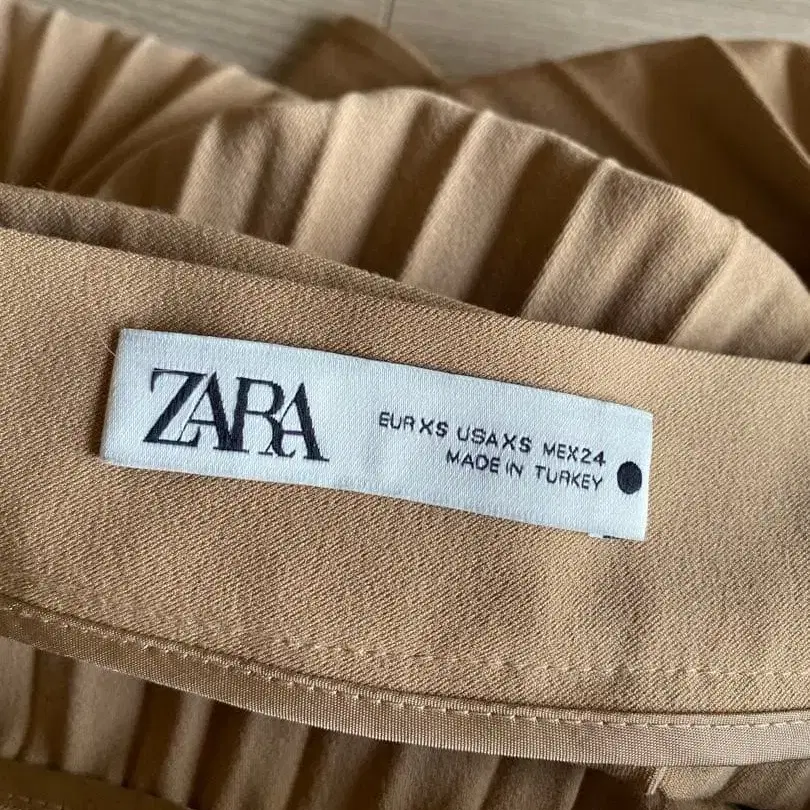 ZARA
EUR XS USA XS MEX 24
MADE IN TURKEY